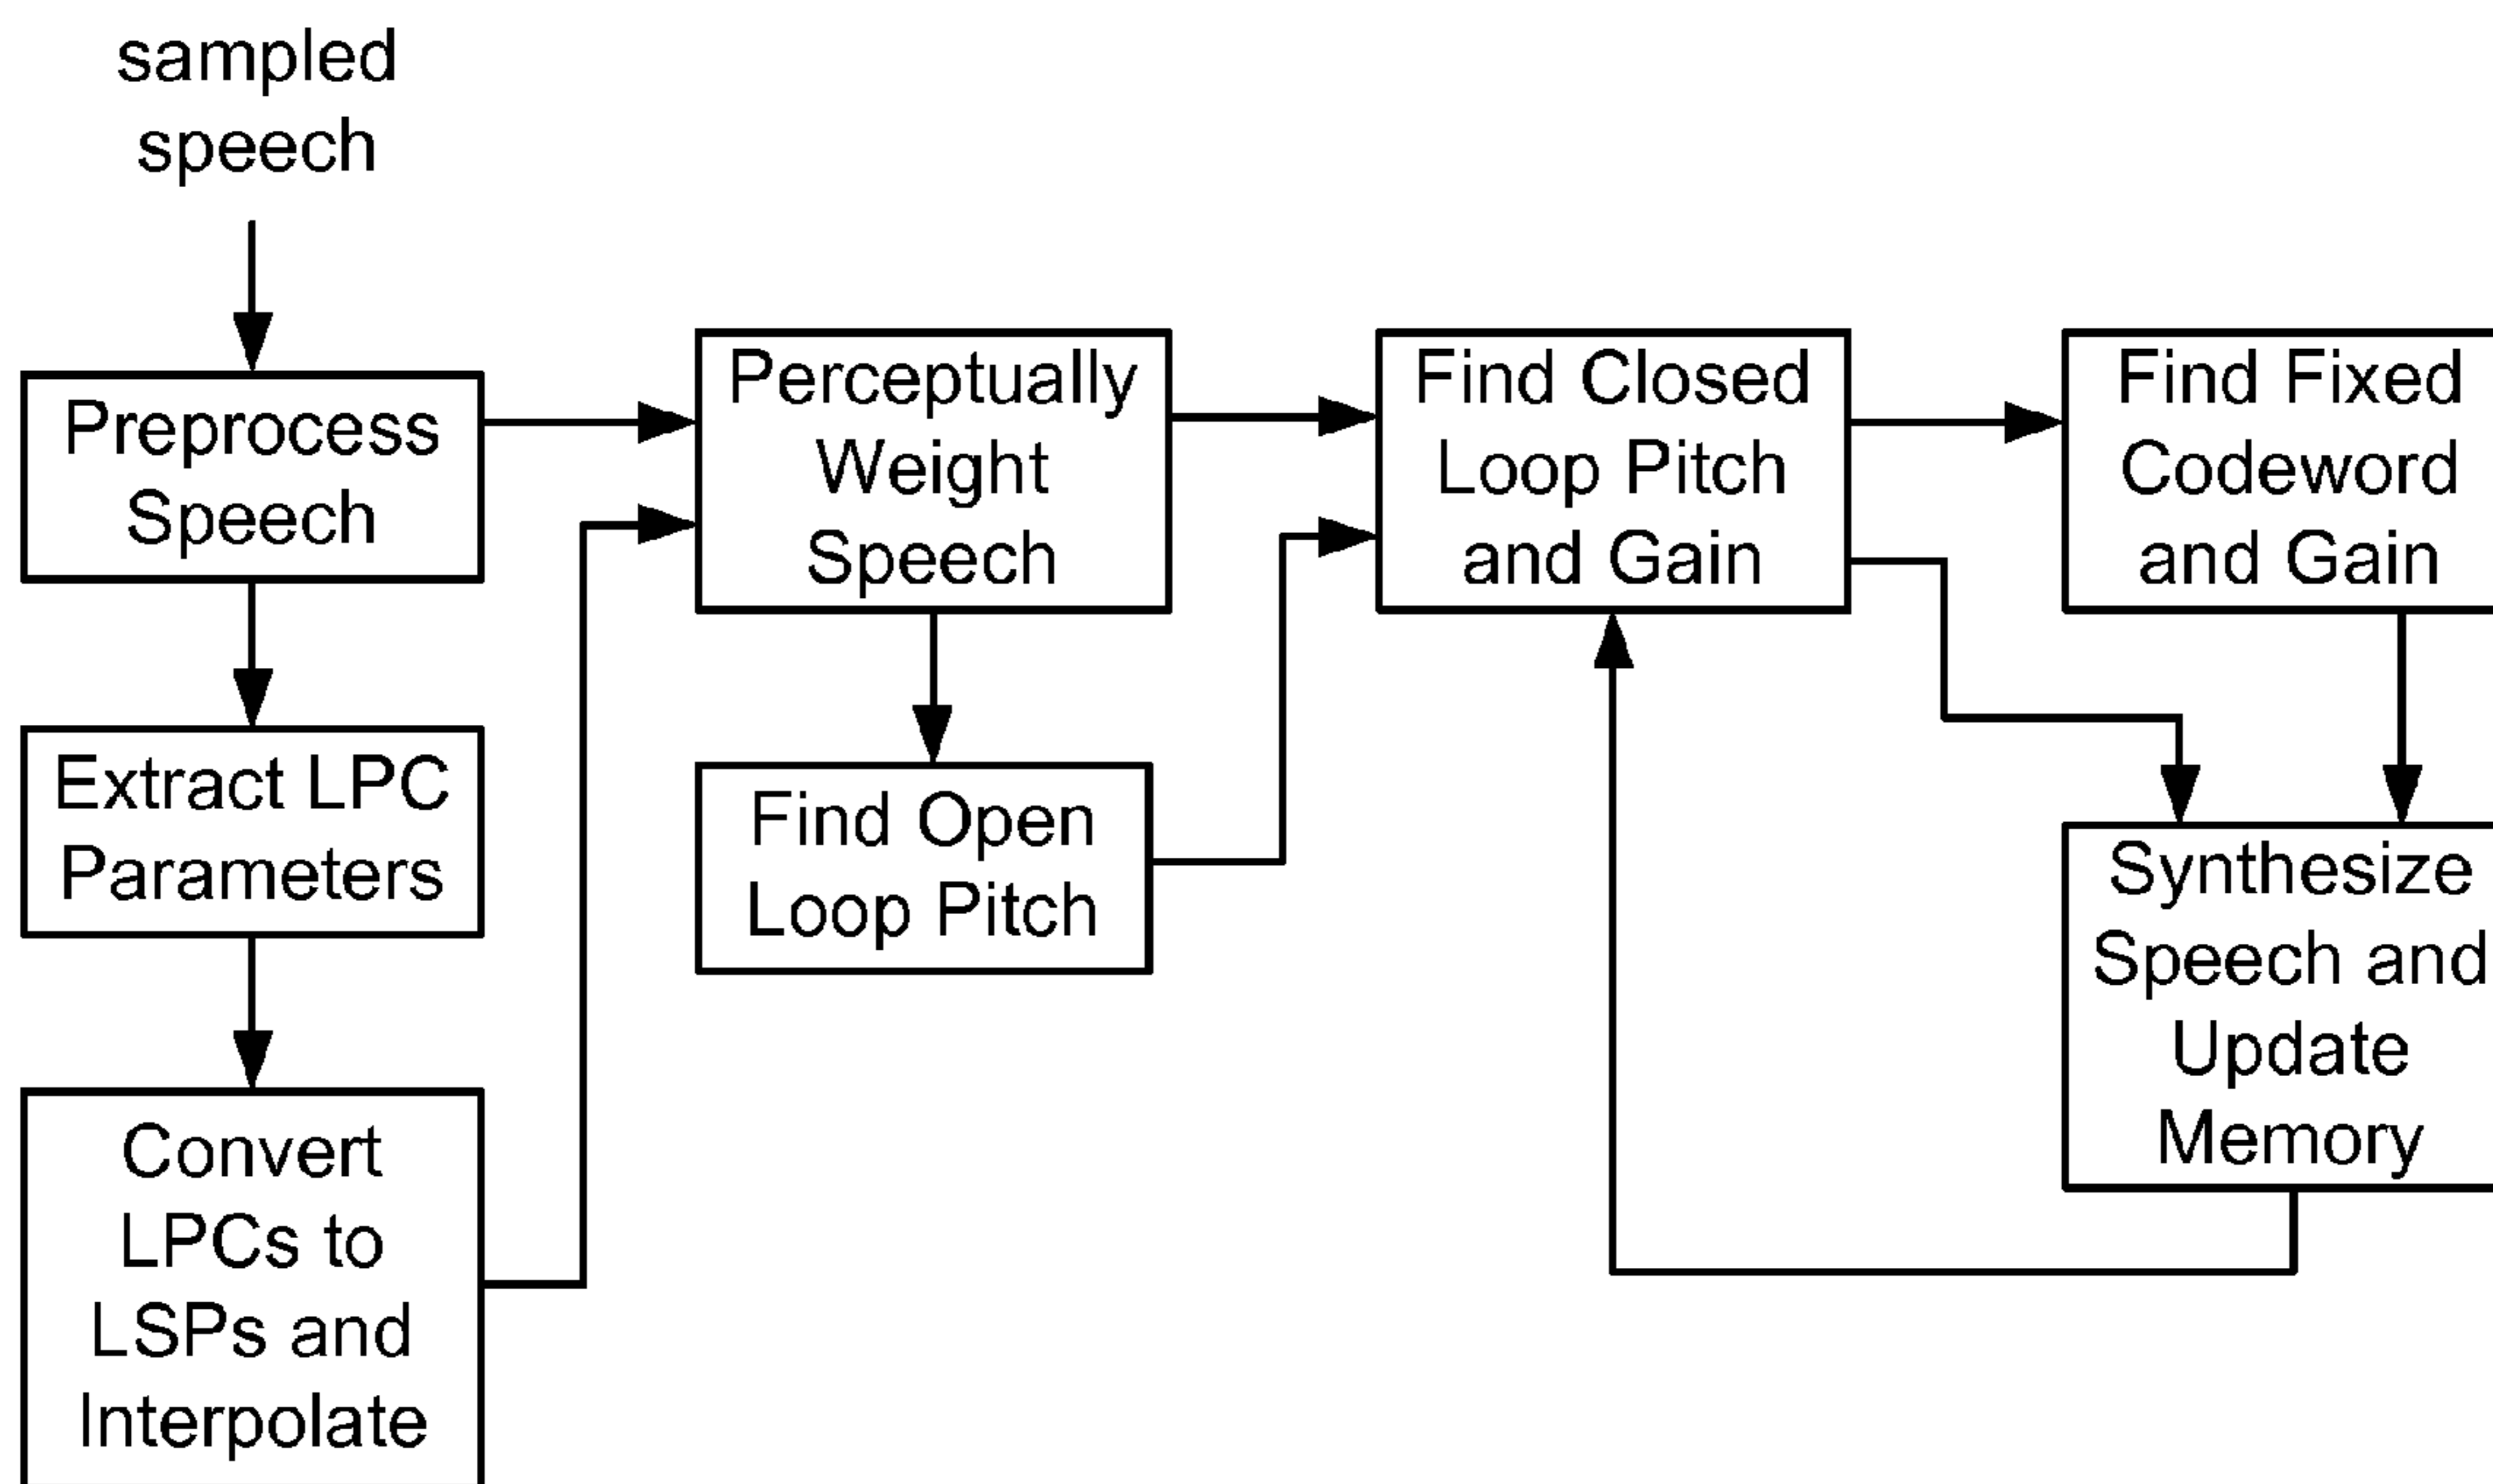 sampled
speech
Preprocess
Speech
Extract LPC
Parameters
Convert
LPCs to
LSPs and
Interpolate
Perceptually
Weight
Speech
Find Open
Loop Pitch
Find Closed
Loop Pitch
and Gain
Find Fixed
Codeword
and Gain
Synthesize
Speech and
Update
Memory